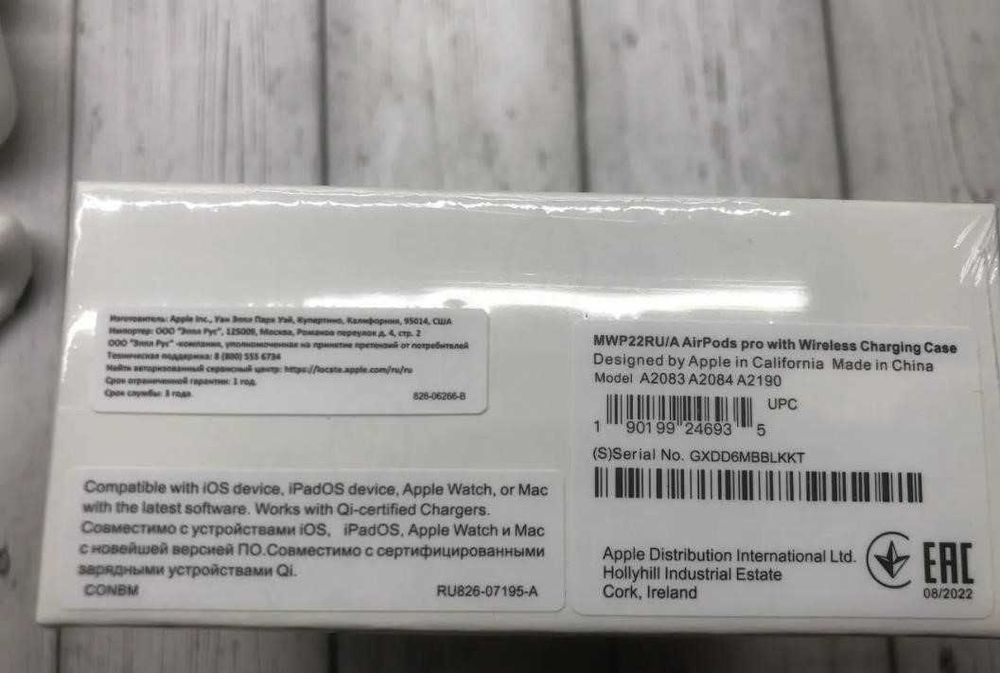 Изготовитель: Apple Inc., Уан Эппл Парк Уэй, Купертино, Калифорния, 95014, США
Импортер: ООО "Эппл Рус", 125009, Москва, Романов переулок д. 4, стр. 2
ООО "Эппл Рус" -компания, уполномоченная на принятие претензий от потребителей
Техническая поддержка: 8 (800) 555 6734
Найти авторизованный сервисный центр: https://locate.apple.com/ru/ru
Срок ограниченной гарантии: 1 год.
Срок службы: 3 года.
826-06266-B
Compatible with iOS device, iPadOS device, Apple Watch, or Mac
with the latest software. Works with Qi-certified Chargers.
Совместимо с устройствами iOS, iPadOS, Apple Watch и Mac
с новейшей версией ПО.Совместимо с сертифицированными
зарядными устройствами Qi.
CONBM RU826-07195-A
MWP22RU/A AirPods pro with Wireless Charging Case
Designed by Apple in California Made in China
Model A2083 A2084 A2190
UPC
1 90199 24693 5
(S)Serial No. GXDD6MBBLKKT
Apple Distribution International Ltd.
Hollyhill Industrial Estate
Cork, Ireland
EAC
08/2022